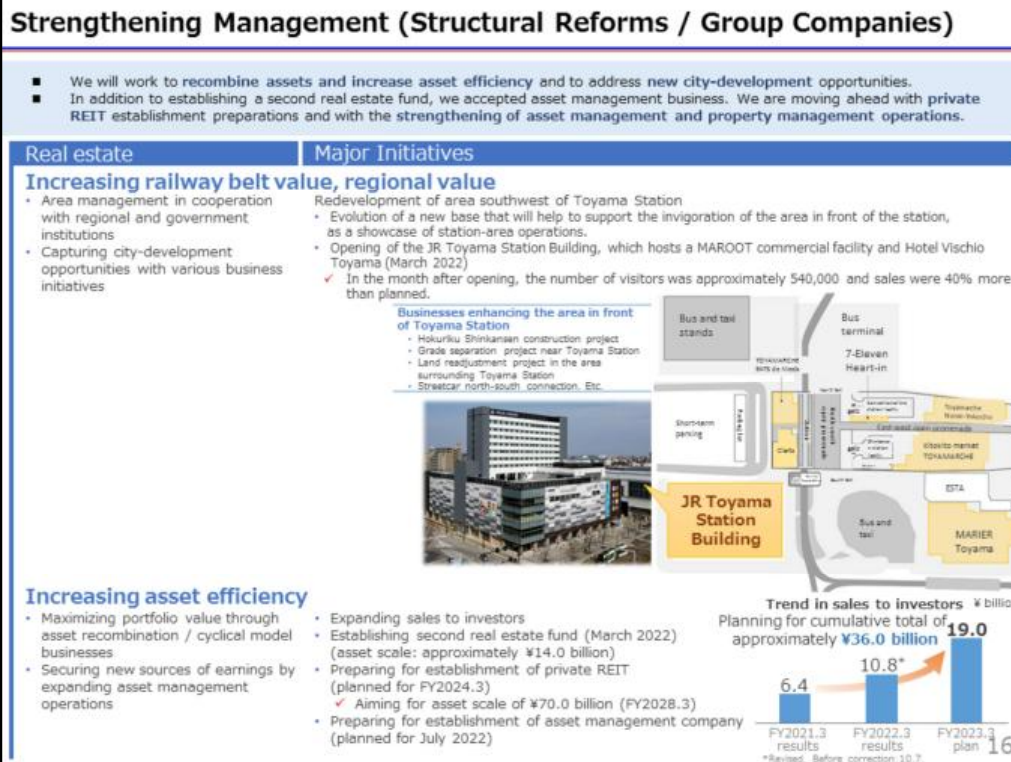 Strengthening Management (Structural Reforms / Group Companies)
■ We will work to recombine assets and increase asset efficiency and to address new city-development opportunities.
■ In addition to establishing a second real estate fund, we accepted asset management business. We are moving ahead with private
REIT establishment preparations and with the strengthening of asset management and property management operations.
Real estate
Major Initiatives
Increasing railway belt value, regional value
• Area management in cooperation
with regional and government
institutions
• Capturing city-development
opportunities with various business
initiatives
Redevelopment of area southwest of Toyama Station
• Evolution of a new base that will help to support the invigoration of the area in front of the station,
as a showcase of station-area operations.
• Opening of the JR Toyama Station Building, which hosts a MAROOT commercial facility and Hotel Vischio
Toyama (March 2022)
✓ In the month after opening, the number of visitors was approximately 540,000 and sales were 40% more
than planned.
Businesses enhancing the area in front
of Toyama Station
• Hokuriku Shinkansen construction project
• Grade separation project near Toyama Station
• Land readjustment project in the area
surrounding Toyama Station
• Streetcar north-south connection. Etc.
Bus and taxi
stands
Bus
terminal
7-Eleven
Heart-in
TOYAMARCHE
Short-term
parking
Clarte
East-west open promenade
Kitokito market
TOYAMARCHE
ESTA
Bus and
taxi
MARIER
Toyama
JR Toyama
Station
Building
Increasing asset efficiency
• Maximizing portfolio value through
asset recombination / cyclical model
businesses
• Securing new sources of earnings by
expanding asset management
operations
• Expanding sales to investors
• Establishing second real estate fund (March 2022)
(asset scale: approximately ¥14.0 billion)
• Preparing for establishment of private REIT
(planned for FY2024.3)
✓ Aiming for asset scale of ¥70.0 billion (FY2028.3)
• Preparing for establishment of asset management company
(planned for July 2022)
Trend in sales to investors ¥ billio
Planning for cumulative total of
approximately ¥36.0 billion
19.0
10.8*
6.4
FY2021.3
results
FY2022.3
results
FY2023.3
plan
*Revised. Before correction:10.7
16